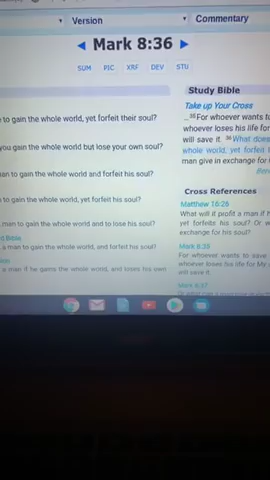 Version
Commentary
Mark 8:36
SUM PIC XRF DEV STU
to gain the whole world, yet forfeit their soul?
you gain the whole world but lose your own soul?
man to gain the whole world and forfeit his soul?
to gain the whole world, yet forfeit his soul?
man to gain the whole world and to lose his soul?
d Bible
a man to gain the whole world, and forfeit his soul?
a man if he gains the whole world, and loses his own
Study Bible
Take up Your Cross
…35For whoever wants to
whoever loses his life for
will save it. 36What does
whole world, yet forfeit
man give in exchange for
Cross References
Matthew 16:26
What will it profit a man if h
yet forfeits his soul? Or w
exchange for his soul?
Mark 8:35
For whoever wants to save
whoever loses his life for My
will save it.
Mark 8:37